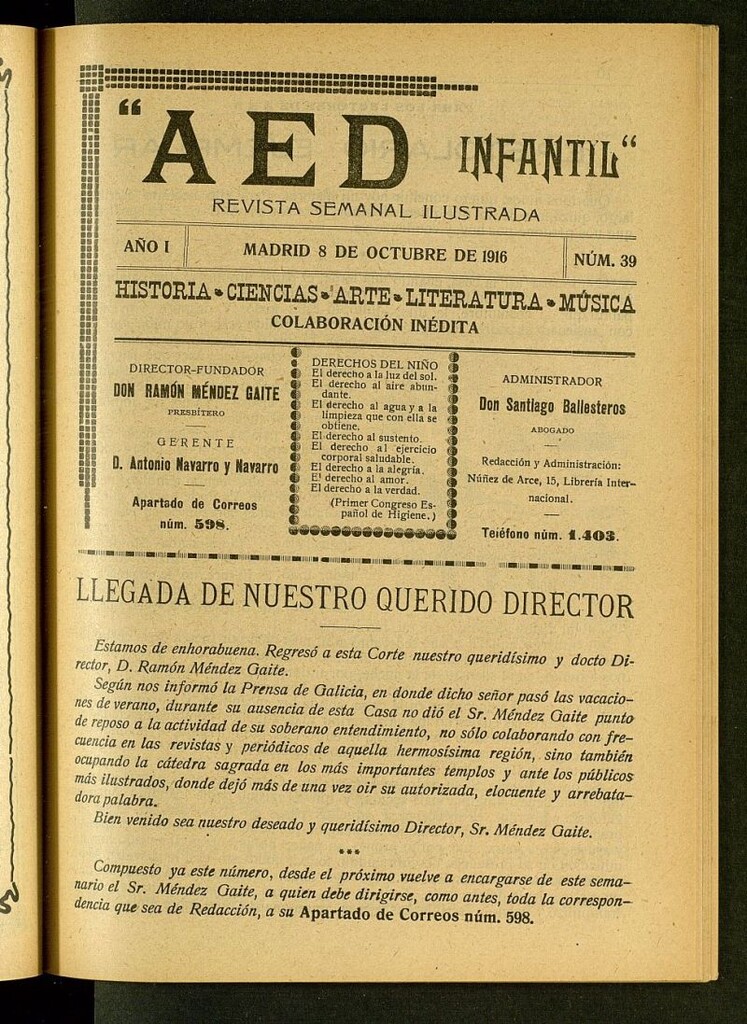 “AED INFANTIL“
REVISTA SEMANAL ILUSTRADA
AÑO I
MADRID 8 DE OCTUBRE DE 1916
NÚM. 39
HISTORIA ❧ CIENCIAS ❧ ARTE ❧ LITERATURA ❧ MÚSICA
COLABORACIÓN INÉDITA
DIRECTOR-FUNDADOR
DON RAMÓN MÉNDEZ GAITE
PRESBÍTERO
GERENTE
D. Antonio Navarro y Navarro
Apartado de Correos
núm. 598.
DERECHOS DEL NIÑO
El derecho a la luz del sol.
El derecho al aire abun-
dante.
El derecho al agua y a la
limpieza que con ella se
obtiene.
El derecho al sustento.
El derecho al ejercicio
corporal saludable.
El derecho a la alegría.
E' derecho al amor.
El derecho a la verdad.
(Primer Congreso Es-
pañol de Higiene.)
ADMINISTRADOR
Don Santiago Ballesteros
ABOGADO
Redacción y Administración:
Núñez de Arce, 15, Librería Inter-
nacional.
Teléfono núm. 1.403.
LLEGADA DE NUESTRO QUERIDO DIRECTOR
Estamos de enhorabuena. Regresó a esta Corte nuestro queridísimo y docto Di-
rector, D. Ramón Méndez Gaite.
Según nos informó la Prensa de Galicia, en donde dicho señor pasó las vacacio-
nes de verano, durante su ausencia de esta Casa no dió el Sr. Méndez Gaite punto
de reposo a la actividad de su soberano entendimiento, no sólo colaborando con fre-
cuencia en las revistas y periódicos de aquella hermosísima región, sino también
ocupando la cátedra sagrada en los más importantes templos y ante los públicos
más ilustrados, donde dejó más de una vez oir su autorizada, elocuente y arrebata-
dora palabra.
Bien venido sea nuestro deseado y queridísimo Director, Sr. Méndez Gaite.
***
Compuesto ya este número, desde el próximo vuelve a encargarse de este sema-
nario el Sr. Méndez Gaite, a quien debe dirigirse, como antes, toda la correspon-
dencia que sea de Redacción, a su Apartado de Correos núm. 598.